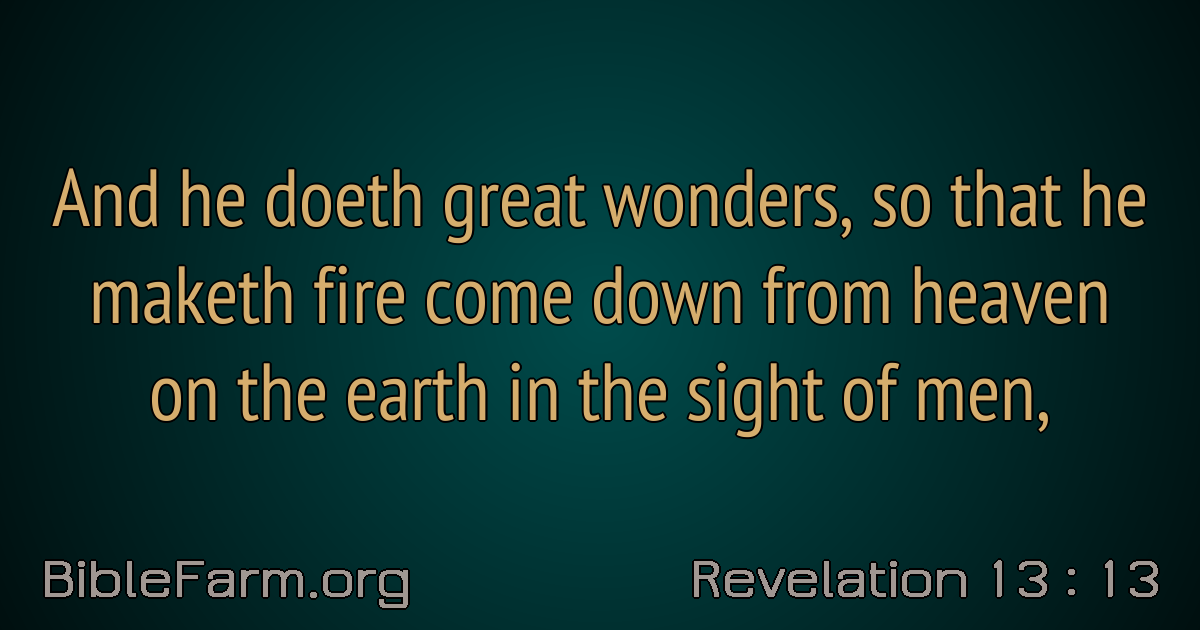 And he doeth great wonders, so that he
maketh fire come down from heaven
on the earth in the sight of men,
BibleFarm.org
Revelation 13 : 13